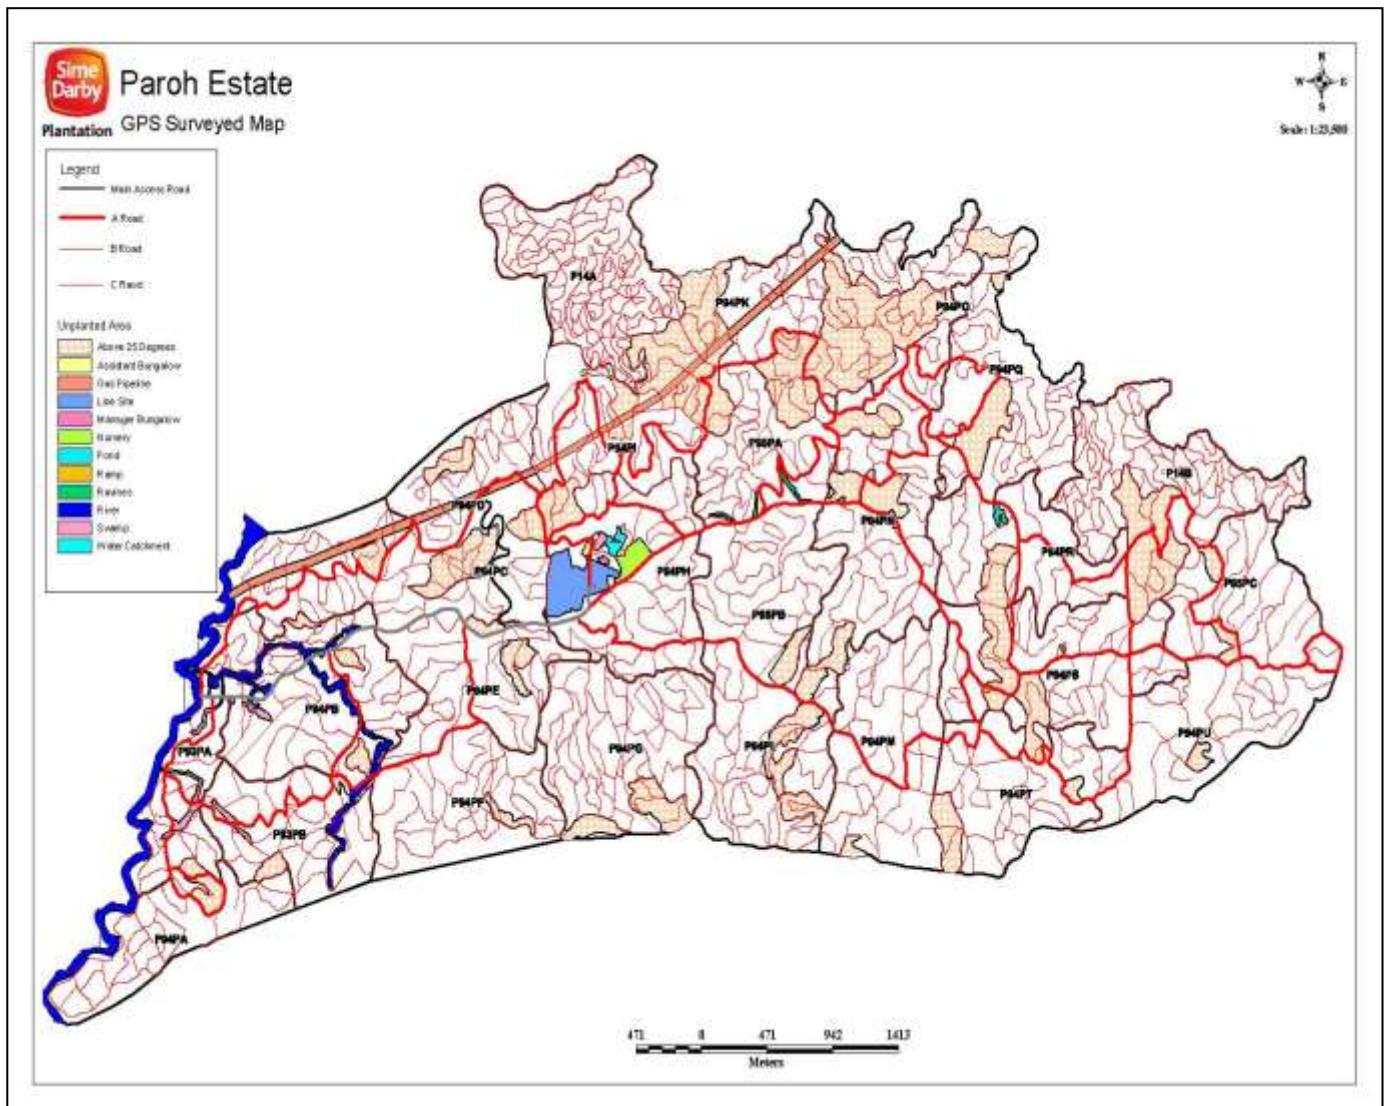 Sime
Darby
Plantation
Paroh Estate
GPS Surveyed Map
N
W E
S
Scale: 1:23,500
Legend
Main Access Road
A Road
B Road
C Road
Unplanted Area
Above 25 Degrees
Assistant Bungalow
Gas Pipeline
Line Site
Manager Bungalow
Nursery
Pond
Ramp
Ravines
River
Swamp
Water Catchment
P14A
P94PK
P94PO
P94PQ
P95PA
P14B
P94PD
P94PN
P94PC
P94PH
P94PR
P95PC
P95PB
P94PE
P94PS
P94PB
P94PU
P93PA
P94PG
P94PM
P94PF
P94PT
P93PB
P94PA
471 0 471 942 1413
Meters